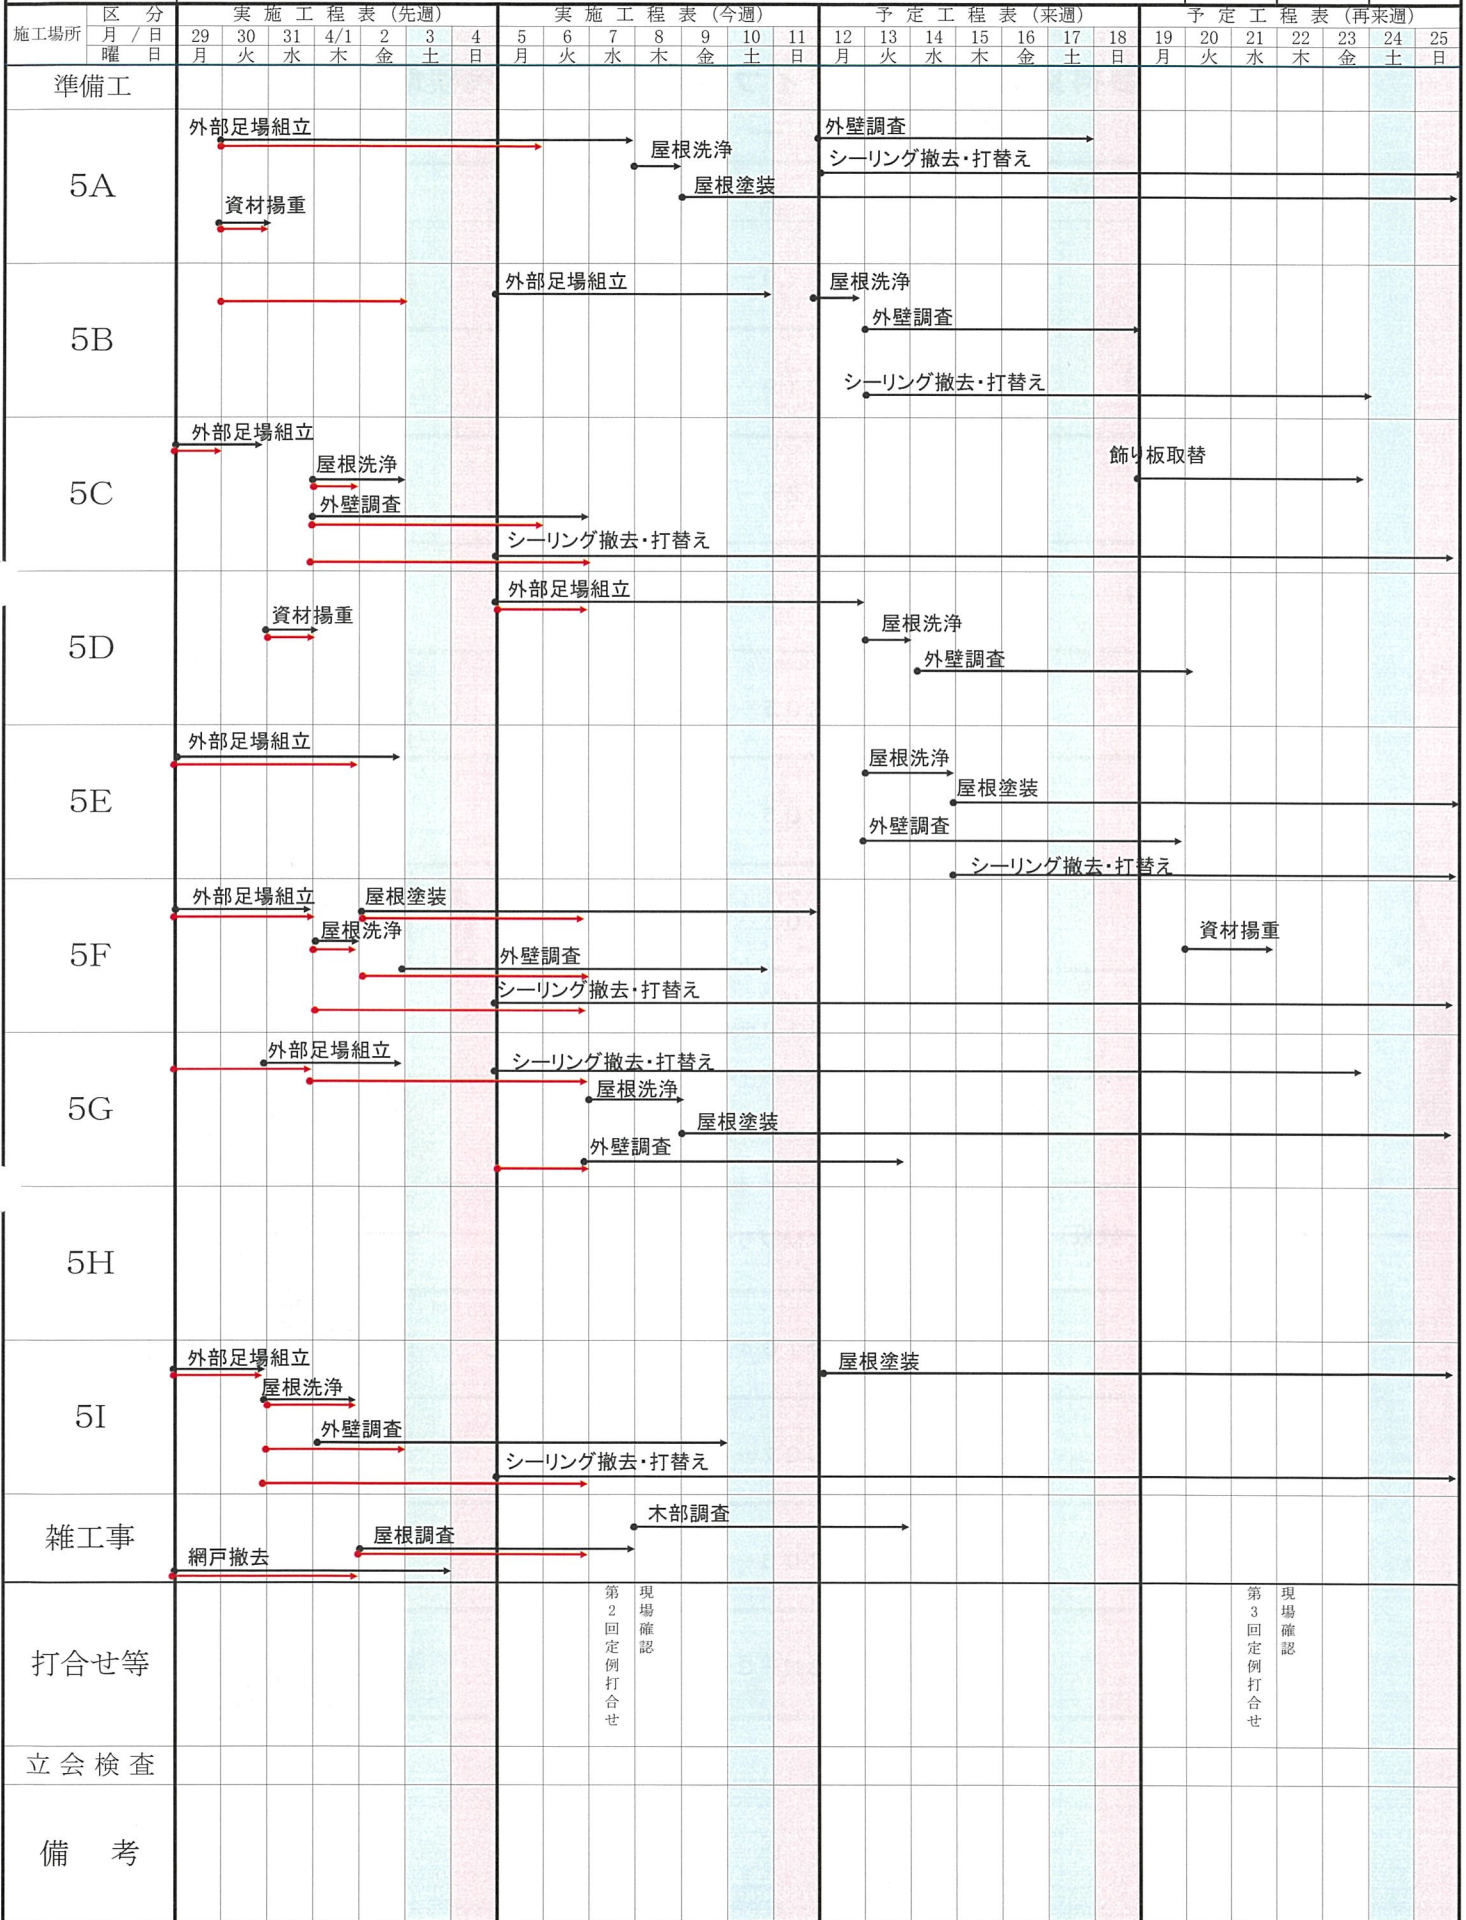 区 分 実 施 工 程 表 (先週) 実 施 工 程 表 (今週) 予 定 工 程 表 (来週) 予 定 工 程 表 (再来週)
施工場所 月 / 日 29 30 31 4/1 2 3 4 5 6 7 8 9 10 11 12 13 14 15 16 17 18 19 20 21 22 23 24 25
曜 日 月 火 水 木 金 土 日 月 火 水 木 金 土 日 月 火 水 木 金 土 日 月 火 水 木 金 土 日
準備工
5A
外部足場組立 外壁調査
屋根洗浄 シーリング撤去・打替え
屋根塗装
資材揚重
5B
外部足場組立 屋根洗浄
外壁調査
シーリング撤去・打替え
5C
外部足場組立
屋根洗浄 飾り板取替
外壁調査
シーリング撤去・打替え
5D
外部足場組立
資材揚重 屋根洗浄
外壁調査
5E
外部足場組立
屋根洗浄
屋根塗装
外壁調査
シーリング撤去・打替え
5F
外部足場組立 屋根塗装
屋根洗浄 資材揚重
外壁調査
シーリング撤去・打替え
5G
外部足場組立 シーリング撤去・打替え
屋根洗浄
屋根塗装
外壁調査
5H
5I
外部足場組立 屋根塗装
屋根洗浄
外壁調査
シーリング撤去・打替え
雑工事
木部調査
屋根調査
網戸撤去
打合せ等
第2回定例打合せ
現場確認
第3回定例打合せ
現場確認
立会検査
備 考